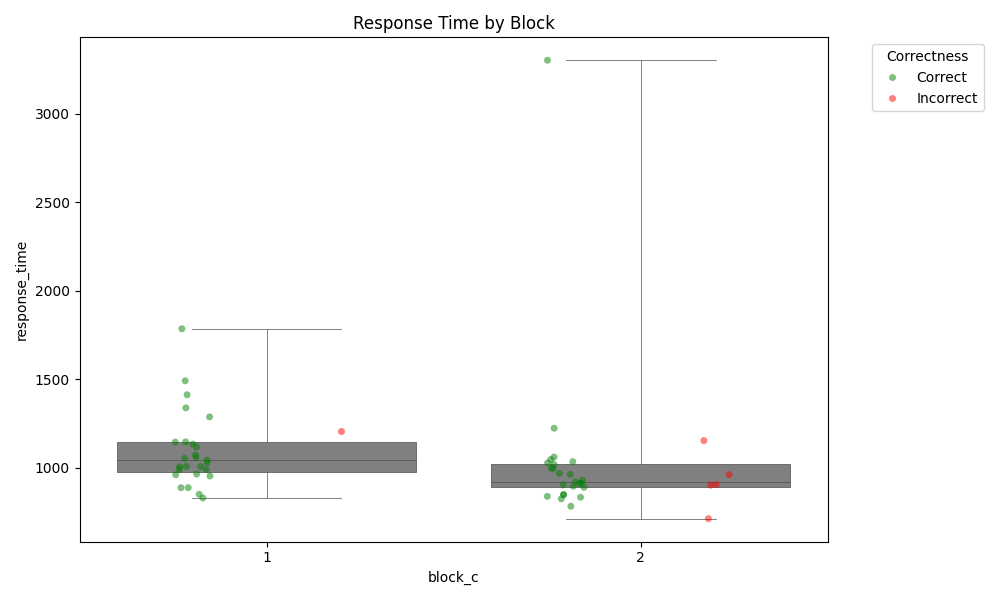 Response Time by Block
Correctness
Correct
Incorrect
3000
2500
2000
1500
1000
response_time
1
2
block_c